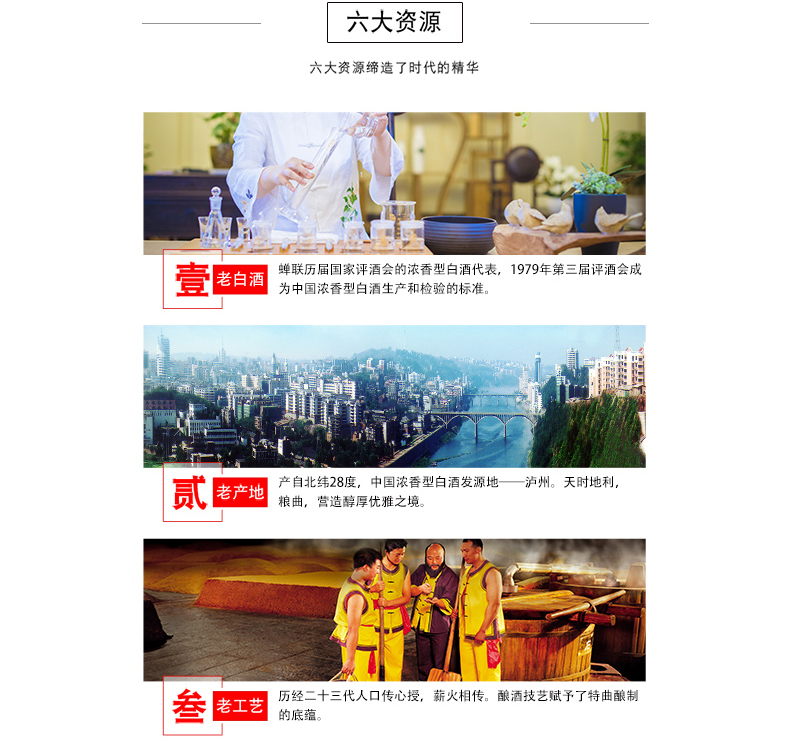 六大资源
六大资源缔造了时代的精华
壹
老白酒
蝉联历届国家评酒会的浓香型白酒代表，1979年第三届评酒会成
为中国浓香型白酒生产和检验的标准。
贰
老产地
产自北纬28度，中国浓香型白酒发源地——泸州。天时地利，
粮曲，营造醇厚优雅之境。
叁
老工艺
历经二十三代人口传心授，薪火相传。酿酒技艺赋予了特曲酿制
的底蕴。